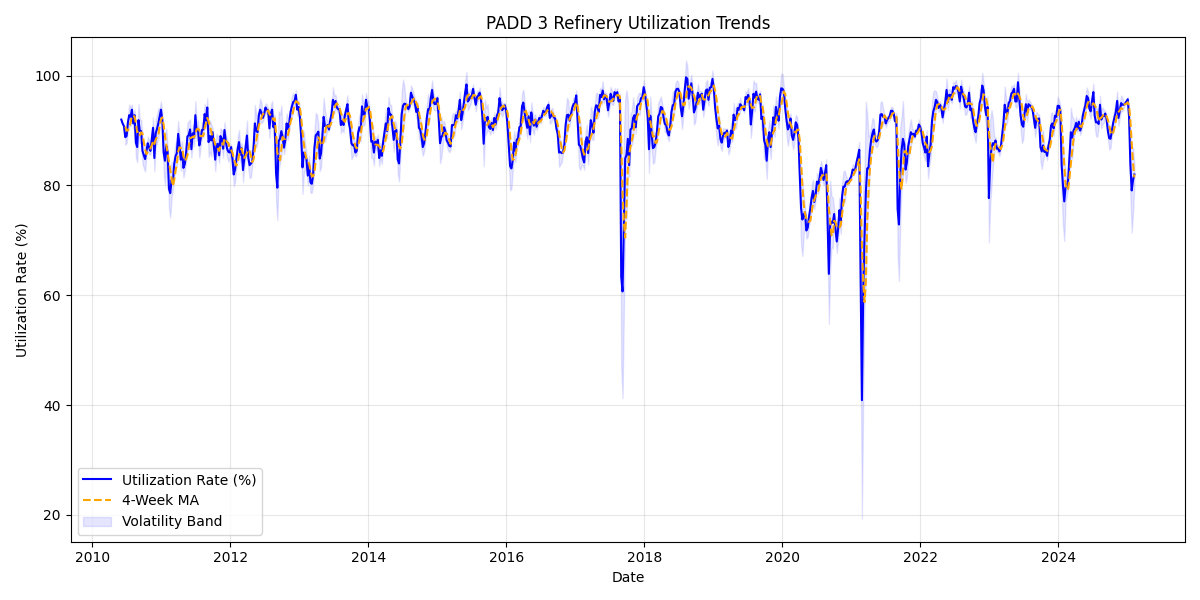 PADD 3 Refinery Utilization Trends
Utilization Rate (%)
100
80
60
40
20
Utilization Rate (%)
4-Week MA
Volatility Band
2010
2012
2014
2016
2018
2020
2022
2024
Date